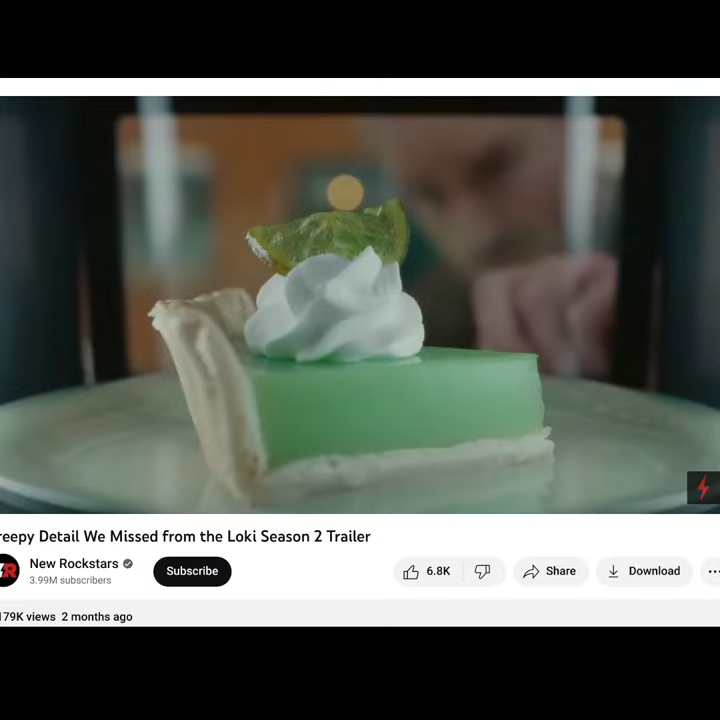 reepy Detail We Missed from the Loki Season 2 Trailer
New Rockstars
3.99M subscribers
Subscribe
6.8K
Share
Download
179K views 2 months ago